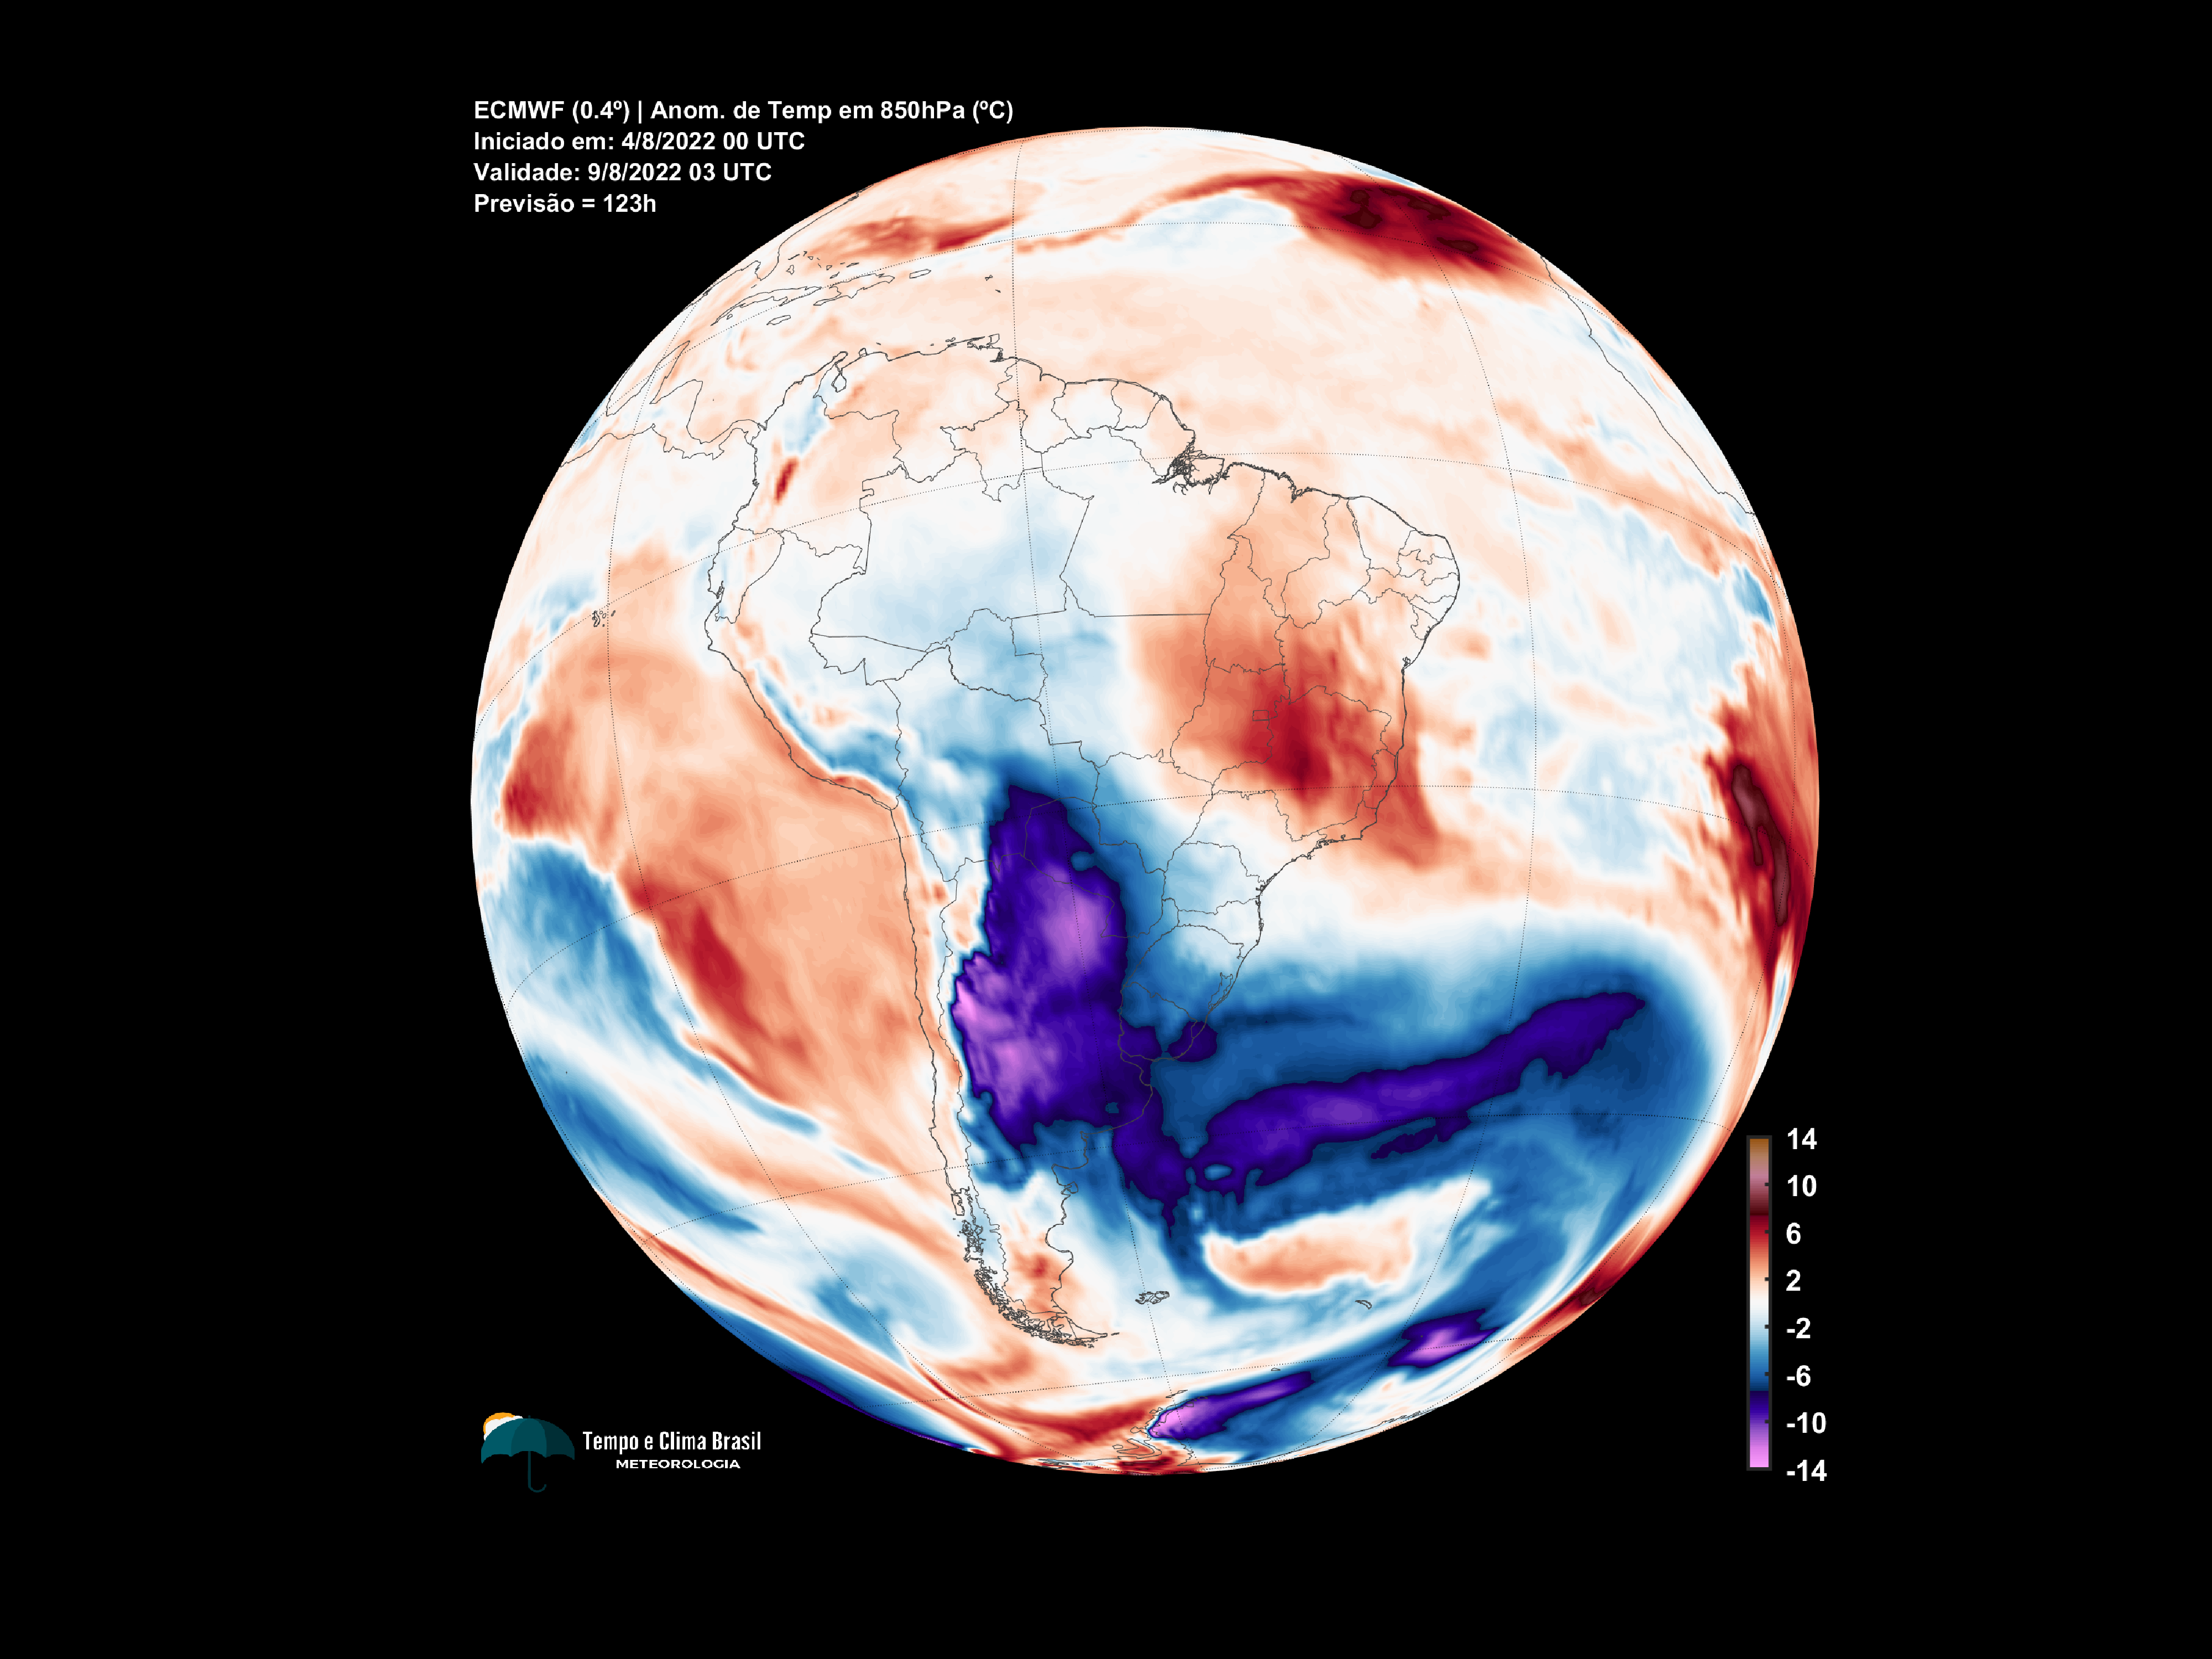 ECMWF (0.4º) | Anom. de Temp em 850hPa (ºC)
Iniciado em: 4/8/2022 00 UTC
Validade: 9/8/2022 03 UTC
Previsão = 123h
14
10
6
2
-2
-6
-10
-14
Tempo e Clima Brasil
METEOROLOGIA